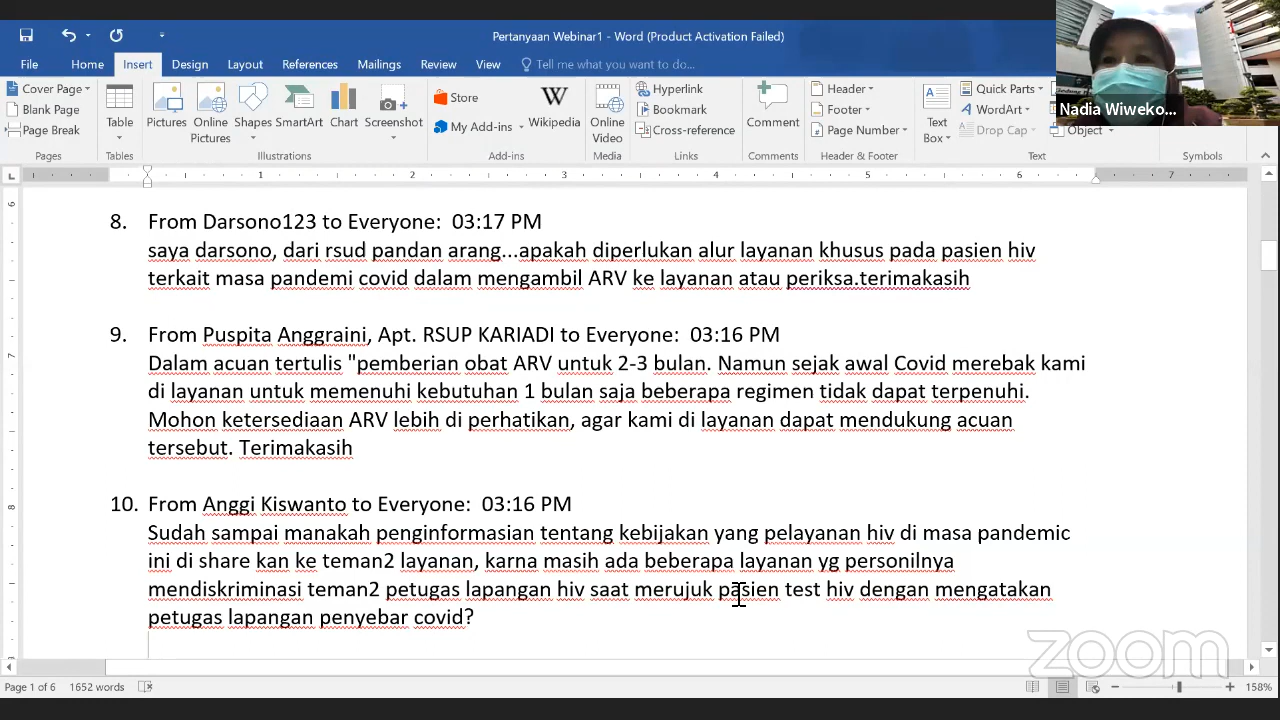 Pertanyaan Webinar1 - Word (Product Activation Failed)
File Home Insert Design Layout References Mailings Review View Tell me what you want to do...
Cover Page
Blank Page
Page Break
Pages
Table
Tables
Pictures
Online Pictures
Shapes
SmartArt
Chart
Screenshot
Illustrations
Store
My Add-ins
Wikipedia
Add-ins
Online Video
Media
Hyperlink
Bookmark
Cross-reference
Links
Comment
Comments
Header
Footer
Page Number
Header & Footer
Text Box
Quick Parts
WordArt
Drop Cap
Object
Text
Symbols
Nadia Wiweko...
1 2 3 4 5 6 7
6
7
8
8. From Darsono123 to Everyone: 03:17 PM
saya darsono, dari rsud pandan arang...apakah diperlukan alur layanan khusus pada pasien hiv
terkait masa pandemi covid dalam mengambil ARV ke layanan atau periksa.terimakasih
9. From Puspita Anggraini, Apt. RSUP KARIADI to Everyone: 03:16 PM
Dalam acuan tertulis "pemberian obat ARV untuk 2-3 bulan. Namun sejak awal Covid merebak kami
di layanan untuk memenuhi kebutuhan 1 bulan saja beberapa regimen tidak dapat terpenuhi.
Mohon ketersediaan ARV lebih di perhatikan, agar kami di layanan dapat mendukung acuan
tersebut. Terimakasih
10. From Anggi Kiswanto to Everyone: 03:16 PM
Sudah sampai manakah penginformasian tentang kebijakan yang pelayanan hiv di masa pandemic
ini di share kan ke teman2 layanan, karna masih ada beberapa layanan yg personilnya
mendiskriminasi teman2 petugas lapangan hiv saat merujuk pasien test hiv dengan mengatakan
petugas lapangan penyebar covid?
zoom
Page 1 of 6 1652 words
158%